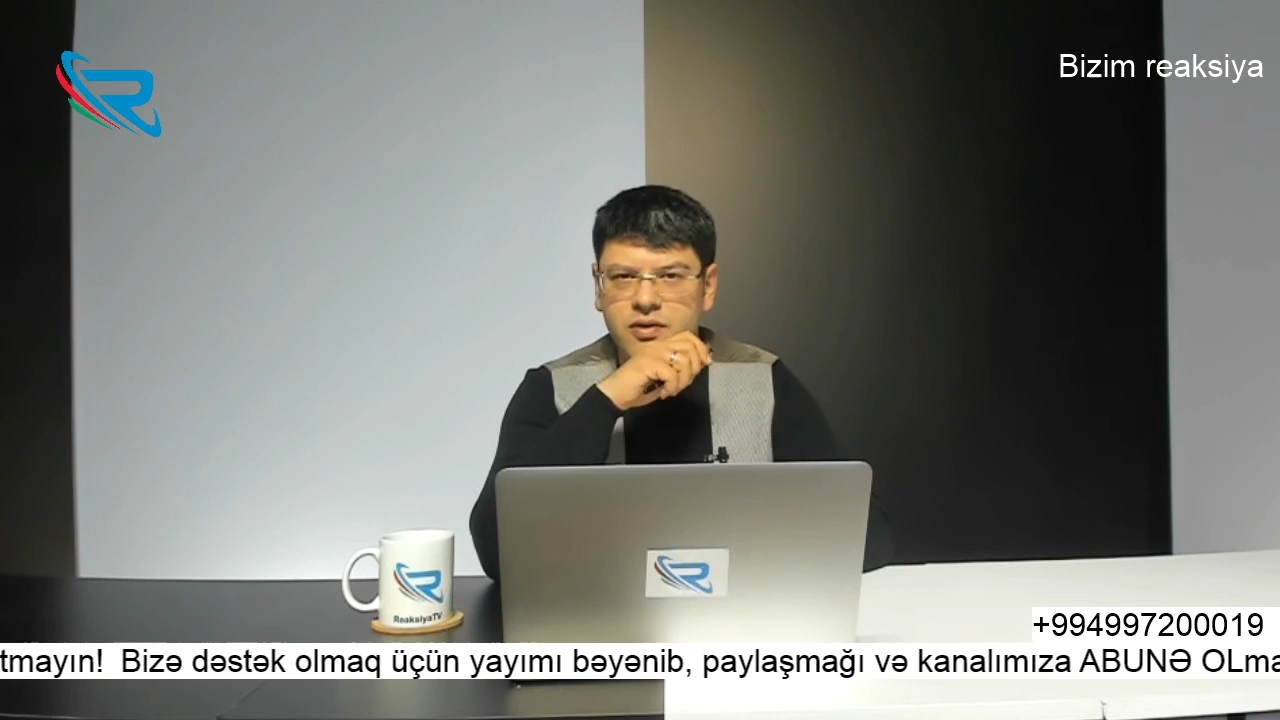 Bizim reaksiya
ReaksiyaTV
+994997200019
tmayın! Bizə dəstək olmaq üçün yayımı bəyənib, paylaşmağı və kanalımıza ABUNƏ OLma